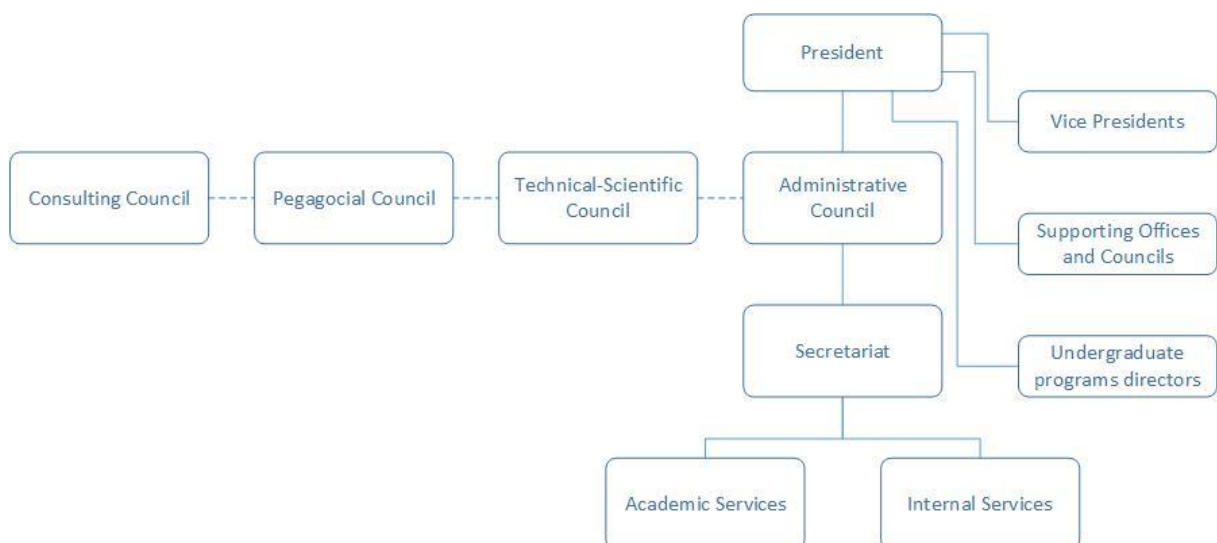 President
Vice Presidents
Consulting Council
Pegagocial Council
Technical-Scientific
Council
Administrative
Council
Supporting Offices
and Councils
Secretariat
Undergraduate
programs directors
Academic Services
Internal Services